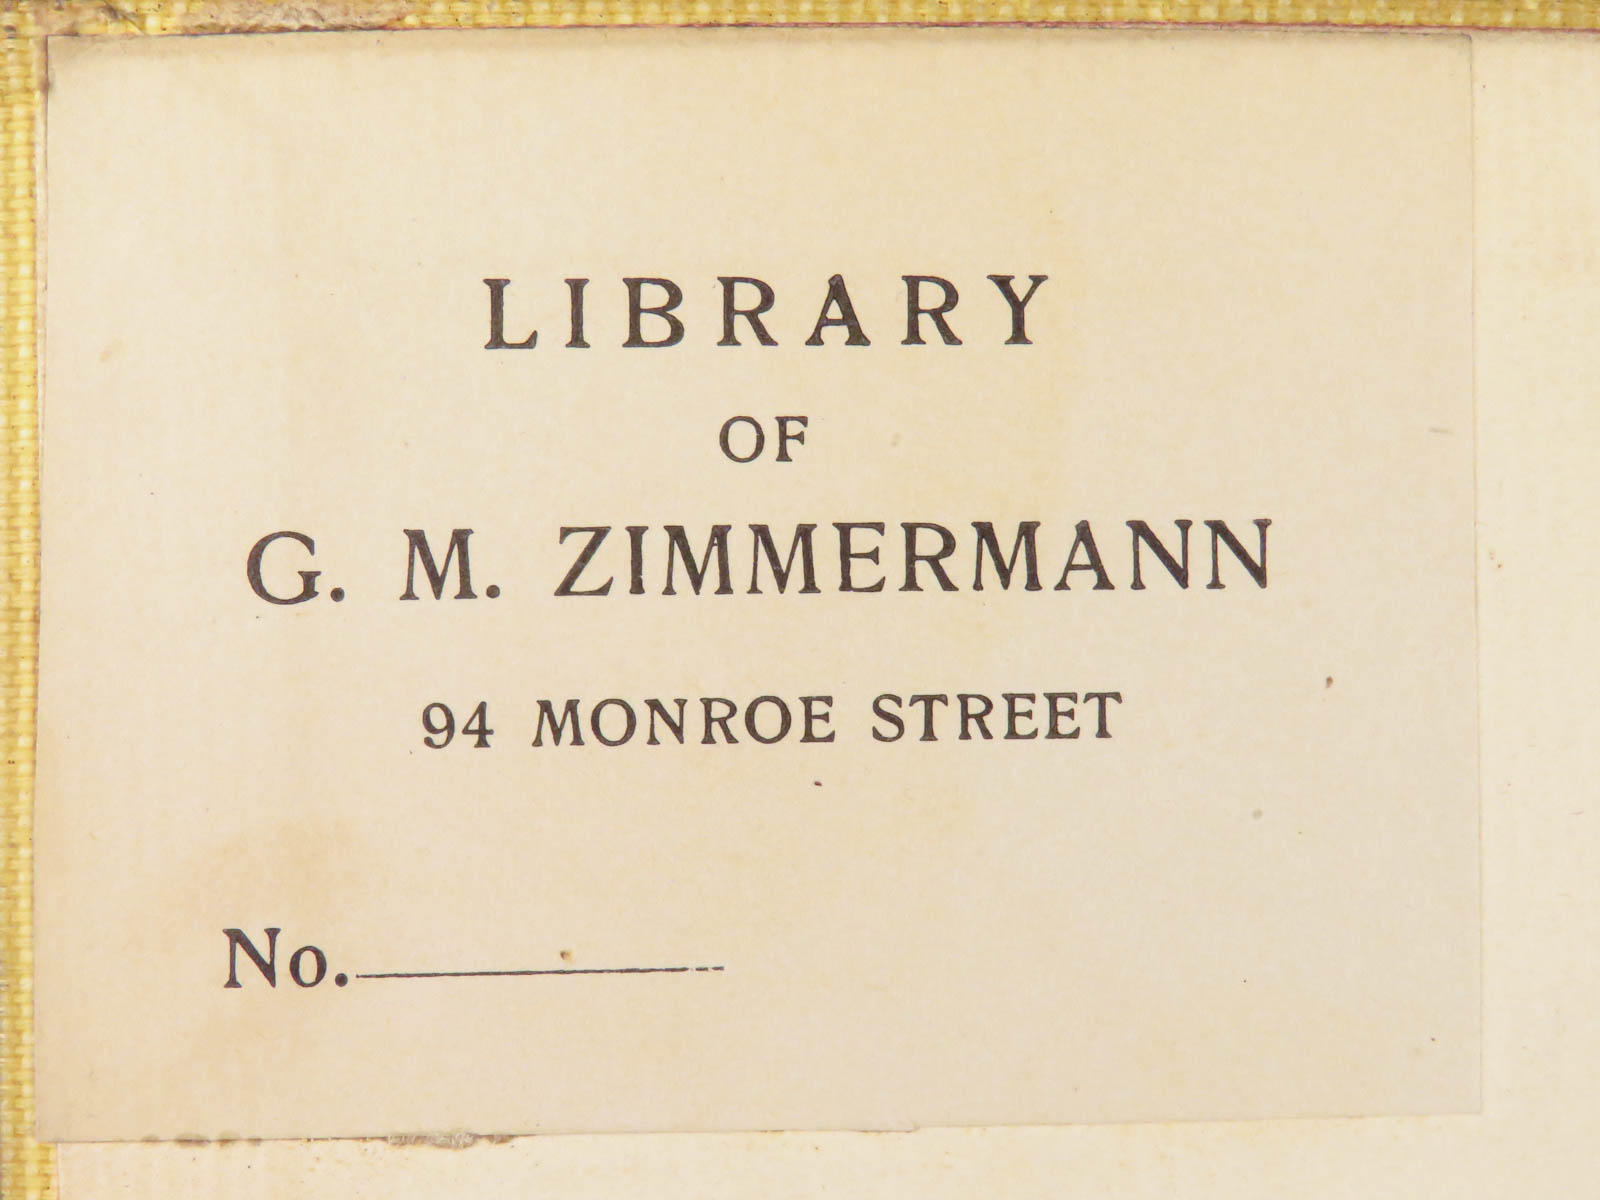 LIBRARY
OF
G. M. ZIMMERMANN
94 MONROE STREET
No.